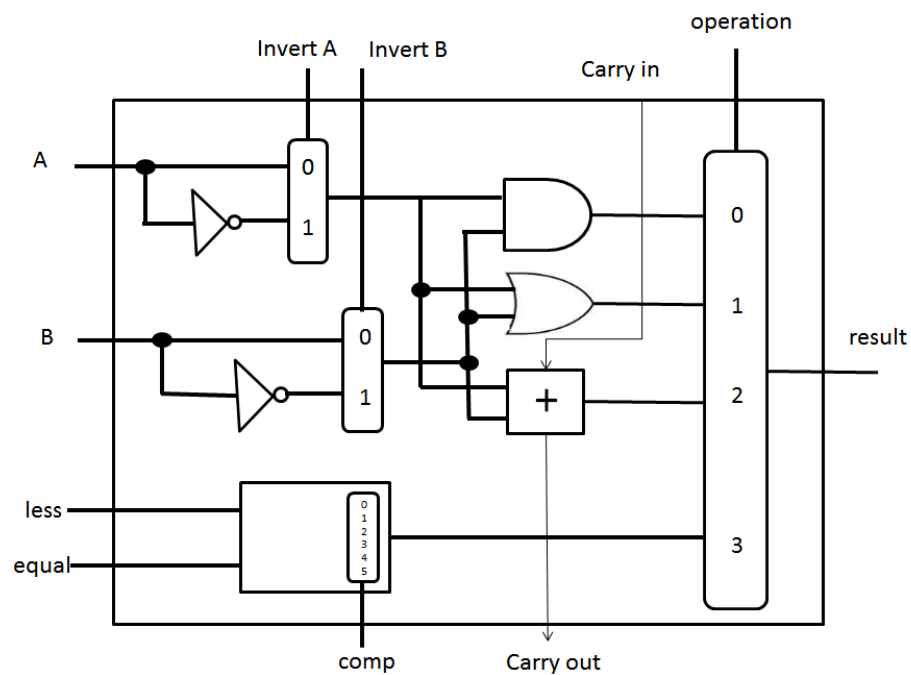 operation
Invert A Invert B
Carry in
A
0
1
0
1
B
0
1
+
2
result
less
equal
0
1
2
3
4
5
3
comp
Carry out